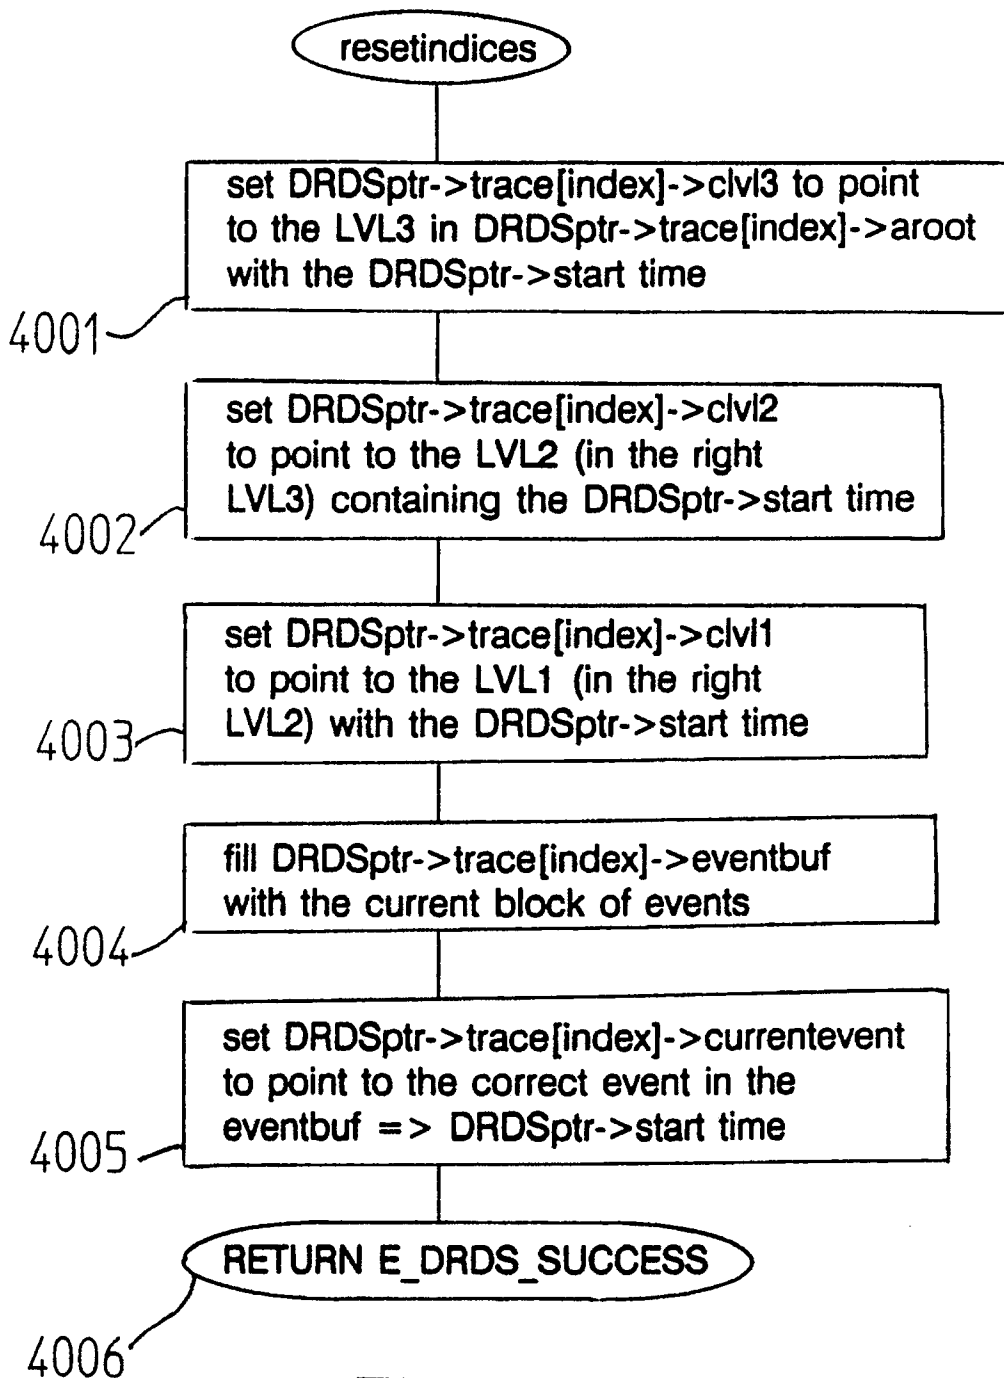 resetindices
set DRDSptr->trace[index]->clvl3 to point
to the LVL3 in DRDSptr->trace[index]->aroot
with the DRDSptr->start time
4001
set DRDSptr->trace[index]->clvl2
to point to the LVL2 (in the right
LVL3) containing the DRDSptr->start time
4002
set DRDSptr->trace[index]->clvl1
to point to the LVL1 (in the right
LVL2) with the DRDSptr->start time
4003
fill DRDSptr->trace[index]->eventbuf
with the current block of events
4004
set DRDSptr->trace[index]->currentevent
to point to the correct event in the
eventbuf => DRDSptr->start time
4005
RETURN E_DRDS_SUCCESS
4006